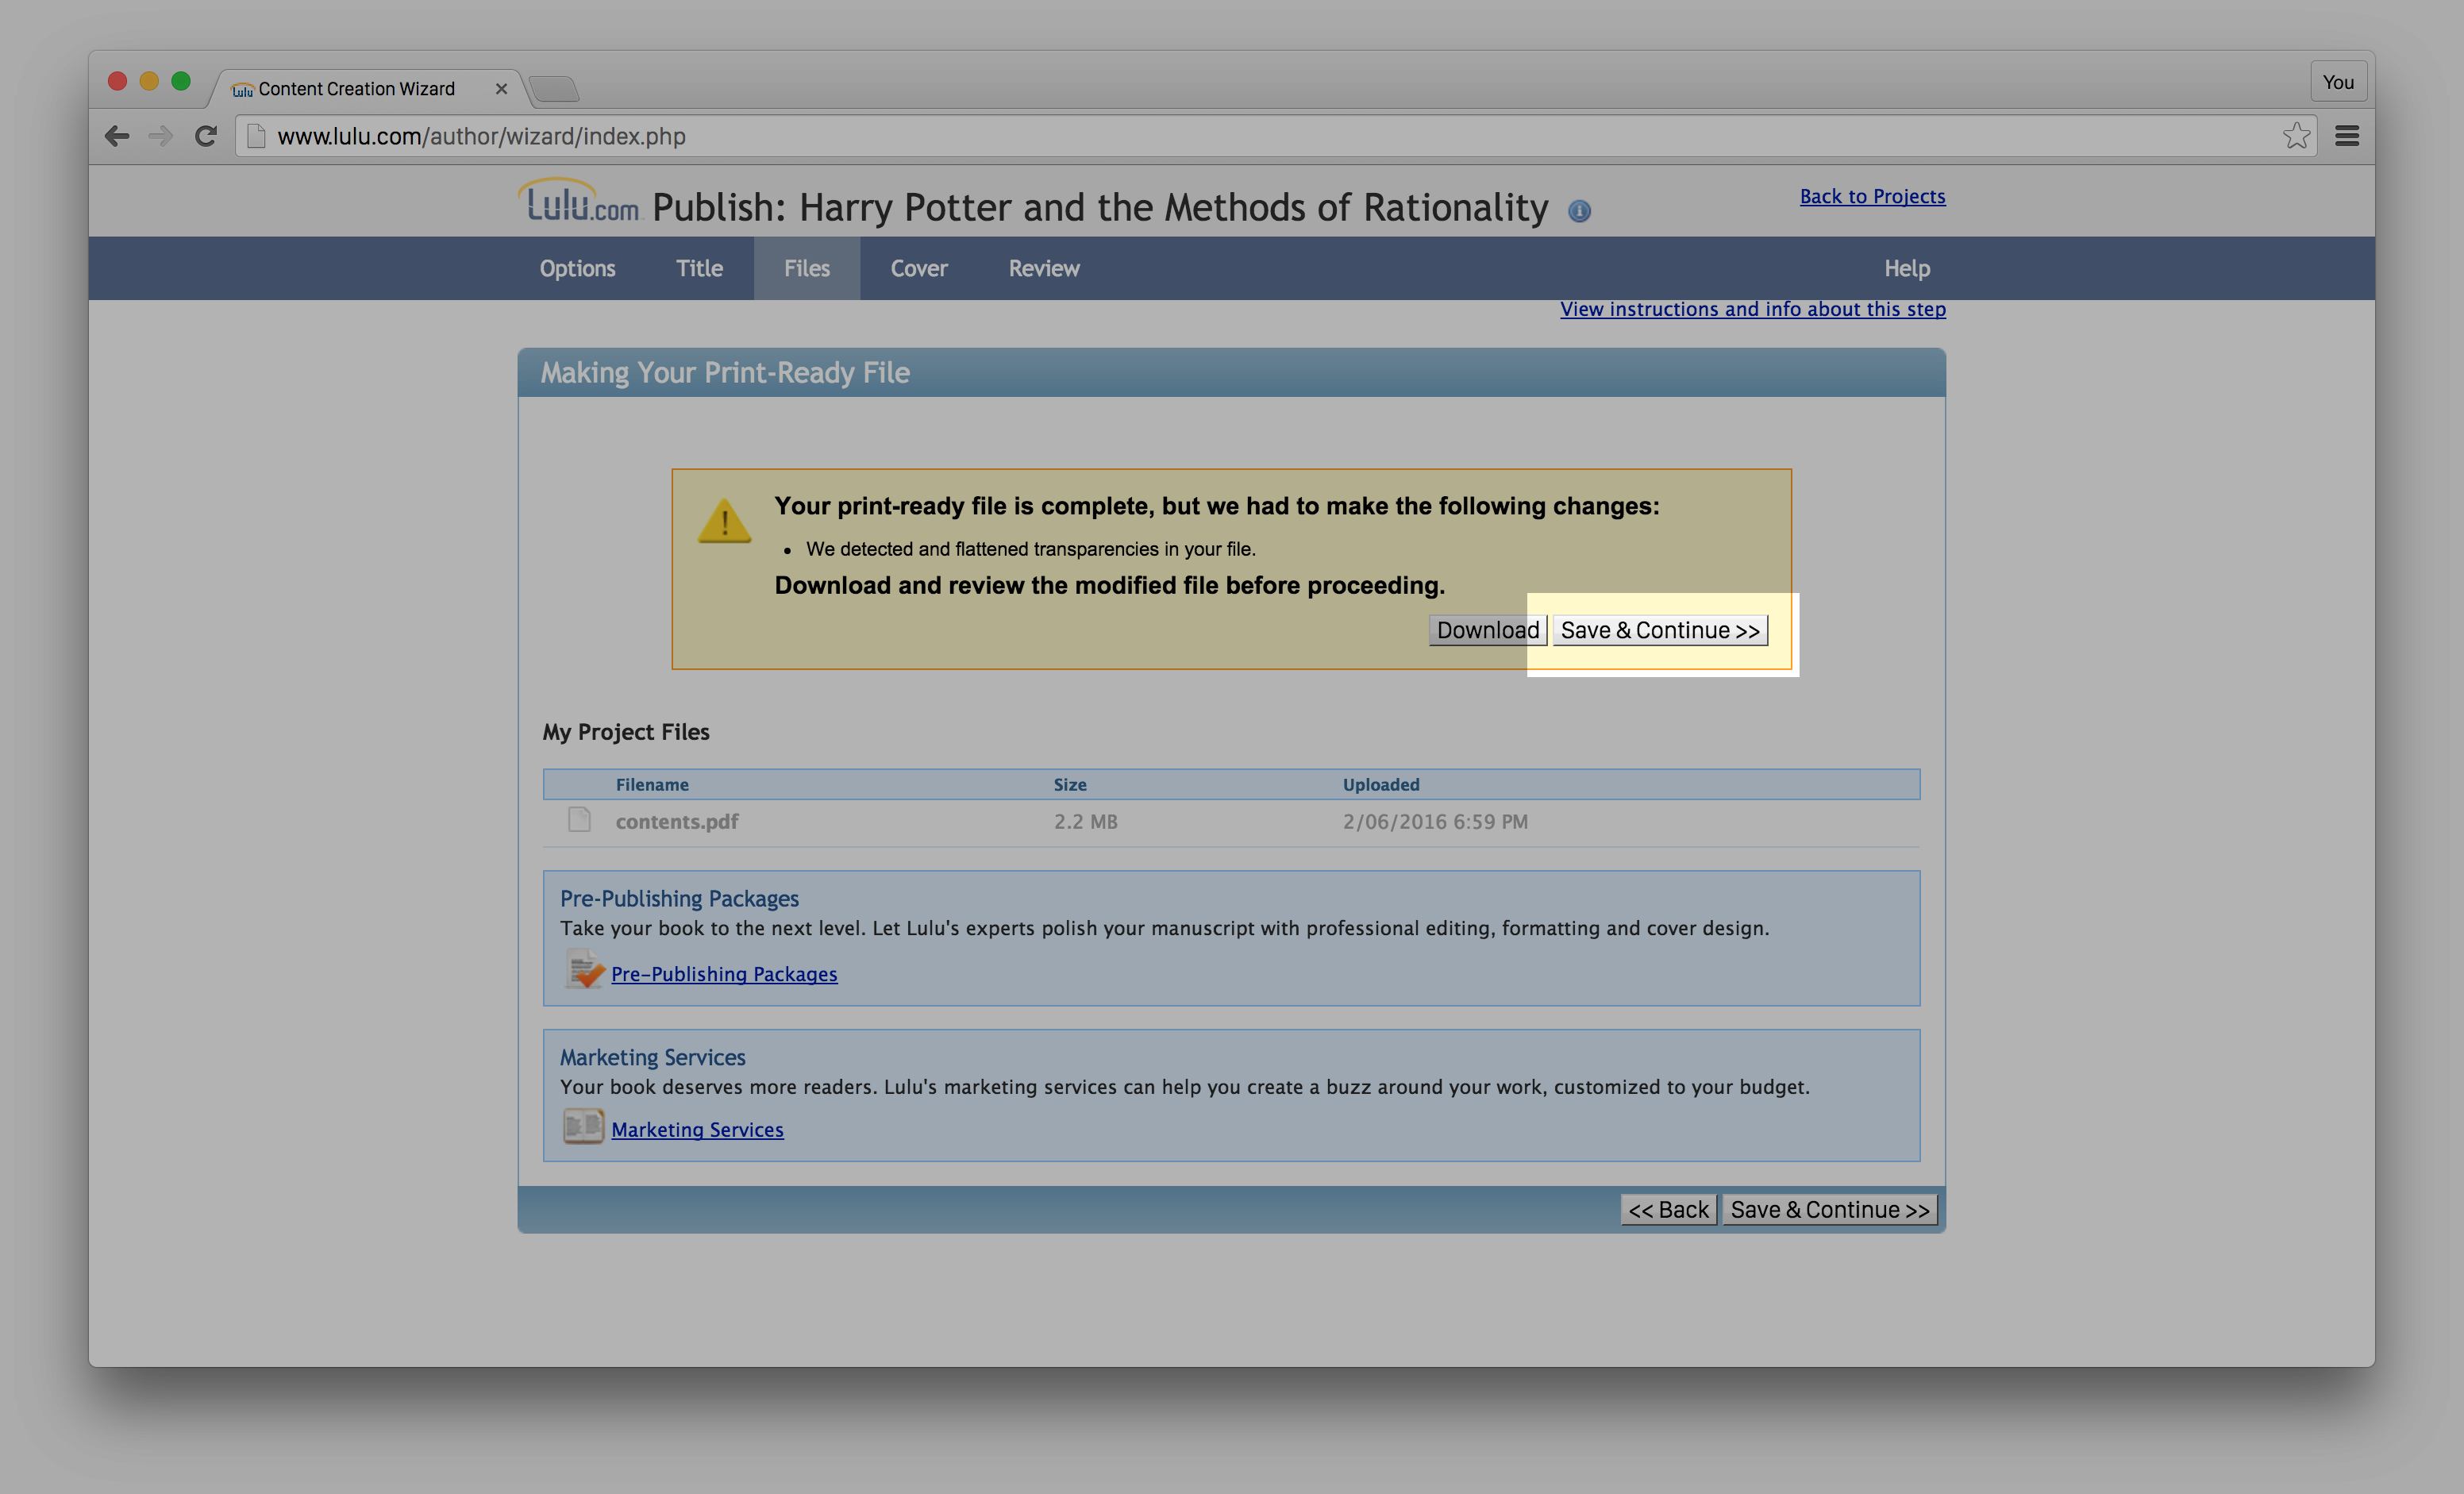 Content Creation Wizard
You
www.lulu.com/author/wizard/index.php
Lulu.com Publish: Harry Potter and the Methods of Rationality
Back to Projects
Options Title Files Cover Review Help
View instructions and info about this step
Making Your Print-Ready File
Your print-ready file is complete, but we had to make the following changes:
• We detected and flattened transparencies in your file.
Download and review the modified file before proceeding.
Download Save & Continue >>
My Project Files
Filename Size Uploaded
contents.pdf 2.2 MB 2/06/2016 6:59 PM
Pre-Publishing Packages
Take your book to the next level. Let Lulu's experts polish your manuscript with professional editing, formatting and cover design.
Pre-Publishing Packages
Marketing Services
Your book deserves more readers. Lulu's marketing services can help you create a buzz around your work, customized to your budget.
Marketing Services
<< Back Save & Continue >>